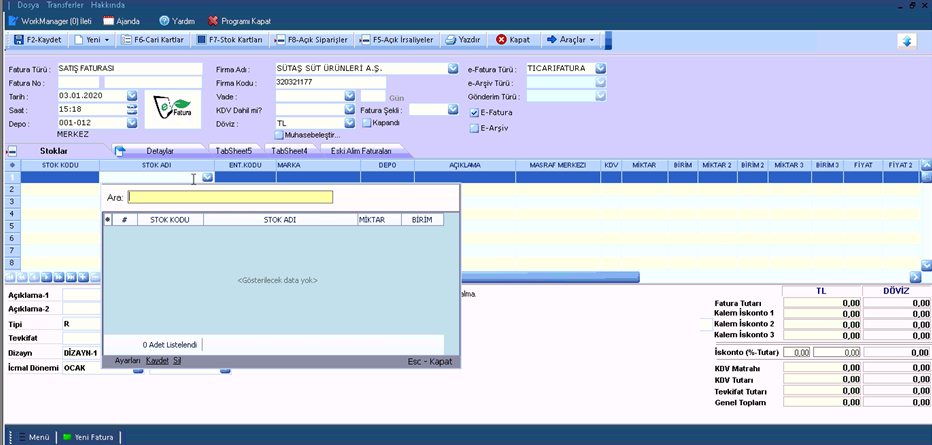 Dosya Transferler Hakkında
WorkManager (0) İleti Ajanda Yardım Programı Kapat
F2-Kaydet Yeni F6-Cari Kartlar F7-Stok Kartları F8-Açık Siparişler F5-Açık İrsaliyeler Yazdır Kapat Araçlar
Fatura Türü : SATIŞ FATURASI Firma Adı : SÜTAŞ SÜT ÜRÜNLERİ A.Ş. e-Fatura Türü : TICARIFATURA
Fatura No : Firma Kodu : 320321177 e-Arşiv Türü :
Tarih : 03.01.2020 Vade : Gün Gönderim Türü :
Saat : 15:18 KDV Dahil mi? Fatura Şekli : E-Fatura
Depo : 001-012 Döviz : TL Kapandı E-Arşiv
MERKEZ Muhasebeleştir...
e Fatura
Stoklar Detaylar TabSheet5 TabSheet4 Eski Alim Faturaları
STOK KODU STOK ADI ENT.KODU MARKA DEPO AÇIKLAMA MASRAF MERKEZİ KDV MİKTAR BİRİM MİKTAR 2 BİRİM 2 MİKTAR 3 BİRİM 3 FİYAT FİYAT 2
1
2
3
4
5
6
7
8
Ara:
# STOK KODU STOK ADI MİKTAR BİRİM
<Gösterilecek data yok>
0 Adet Listelendi
Ayarları Kaydet Sil Esc - Kapat
Açıklama-1
Açıklama-2
Tipi R
Tevkifat
Dizayn DİZAYN-1
İcmal Dönemi OCAK
alma.
TL DÖVİZ
Fatura Tutarı 0,00 0,00
Kalem İskonto 1 0,00 0,00
Kalem İskonto 2 0,00 0,00
Kalem İskonto 3 0,00 0,00
İskonto (%-Tutar) 0,00 0,00 0,00
KDV Matrahı 0,00 0,00
KDV Tutarı 0,00 0,00
Tevkifat Tutarı 0,00 0,00
Genel Toplam 0,00 0,00
Menü Yeni Fatura